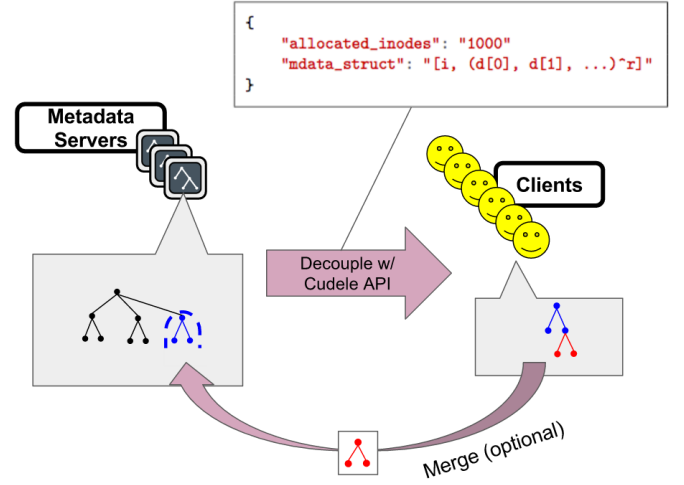 {
"allocated_inodes": "1000"
"mdata_struct": "[i, (d[0], d[1], ...)^r]"
}
Metadata
Servers
Clients
Decouple w/
Cudele API
Merge (optional)